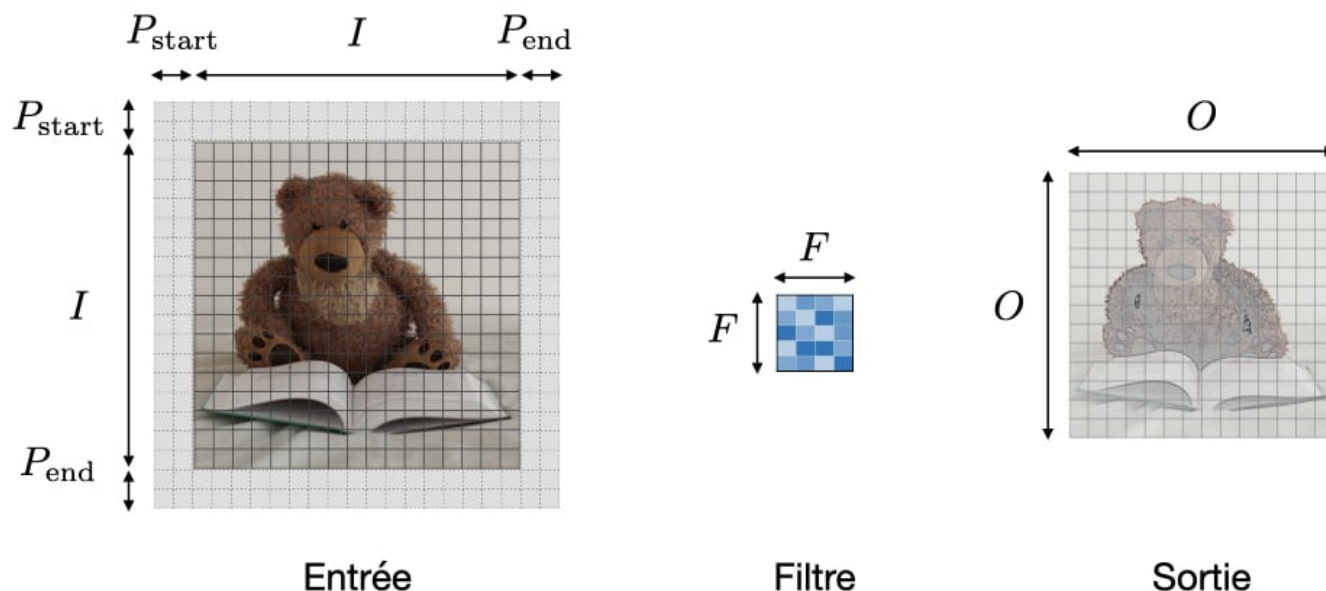 P_start I P_end
O
P_start
F
I
O
F
P_end
Entrée Filtre Sortie